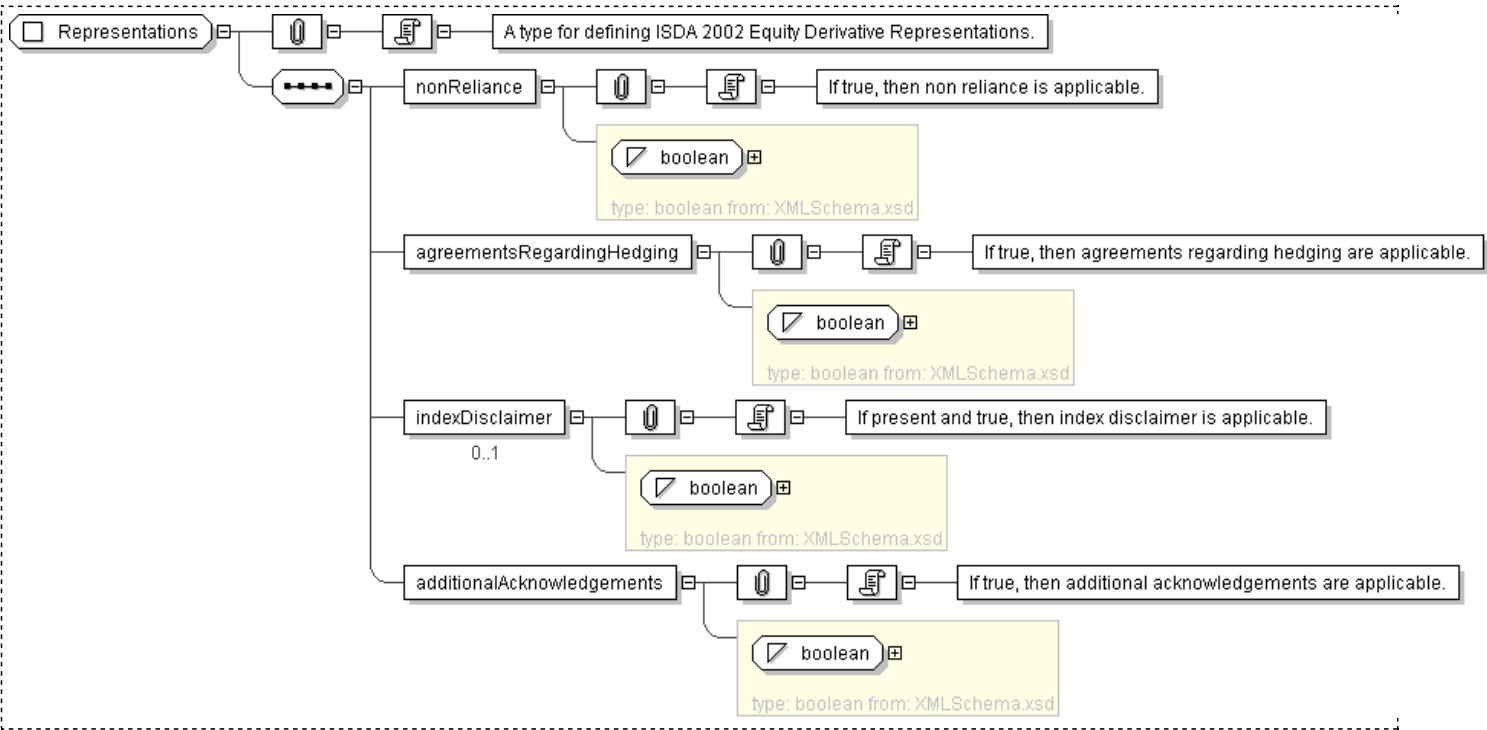 Representations
A type for defining ISDA 2002 Equity Derivative Representations.
nonReliance
If true, then non reliance is applicable.
boolean
type: boolean from: XMLSchema.xsd
agreementsRegardingHedging
If true, then agreements regarding hedging are applicable.
boolean
type: boolean from: XMLSchema.xsd
indexDisclaimer
If present and true, then index disclaimer is applicable.
0..1
boolean
type: boolean from: XMLSchema.xsd
additionalAcknowledgements
If true, then additional acknowledgements are applicable.
boolean
type: boolean from: XMLSchema.xsd